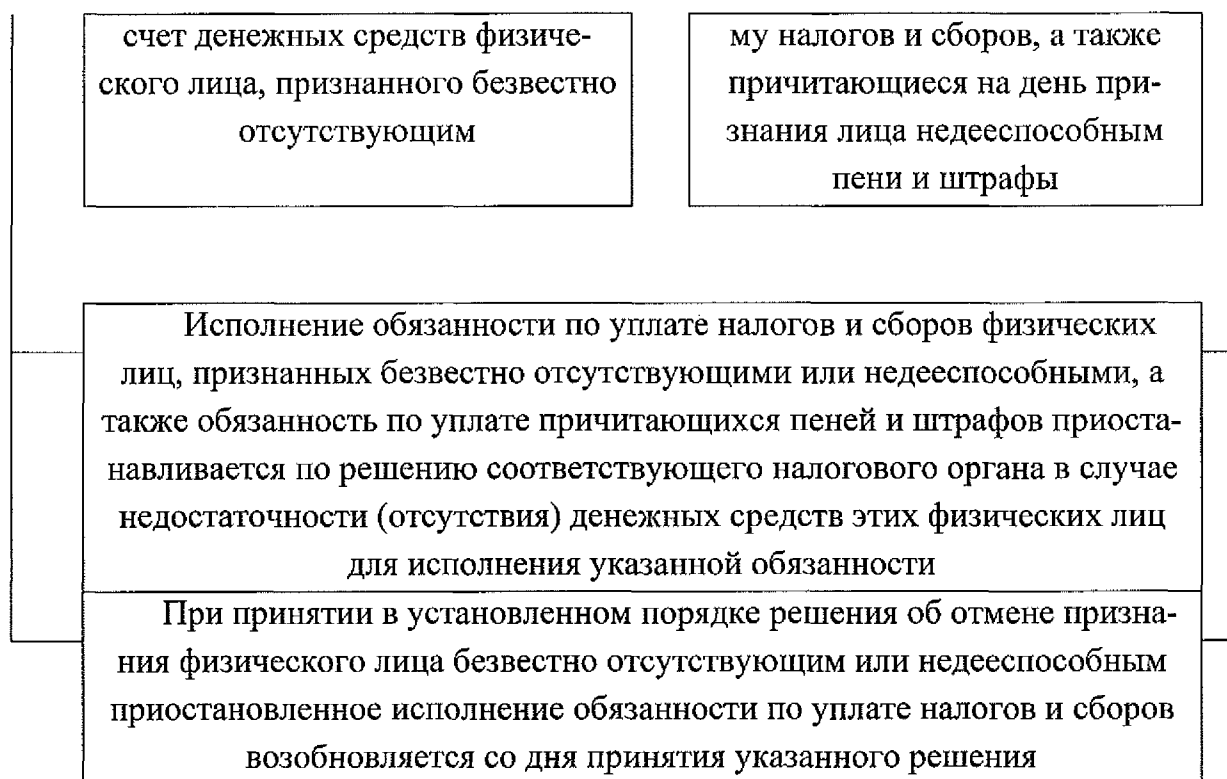 счет денежных средств физиче-
ского лица, признанного безвестно
отсутствующим
му налогов и сборов, а также
причитающиеся на день при-
знания лица недееспособным
пени и штрафы
Исполнение обязанности по уплате налогов и сборов физических
лиц, признанных безвестно отсутствующими или недееспособными, а
также обязанность по уплате причитающихся пеней и штрафов приоста-
навливается по решению соответствующего налогового органа в случае
недостаточности (отсутствия) денежных средств этих физических лиц
для исполнения указанной обязанности
При принятии в установленном порядке решения об отмене призна-
ния физического лица безвестно отсутствующим или недееспособным
приостановленное исполнение обязанности по уплате налогов и сборов
возобновляется со дня принятия указанного решения